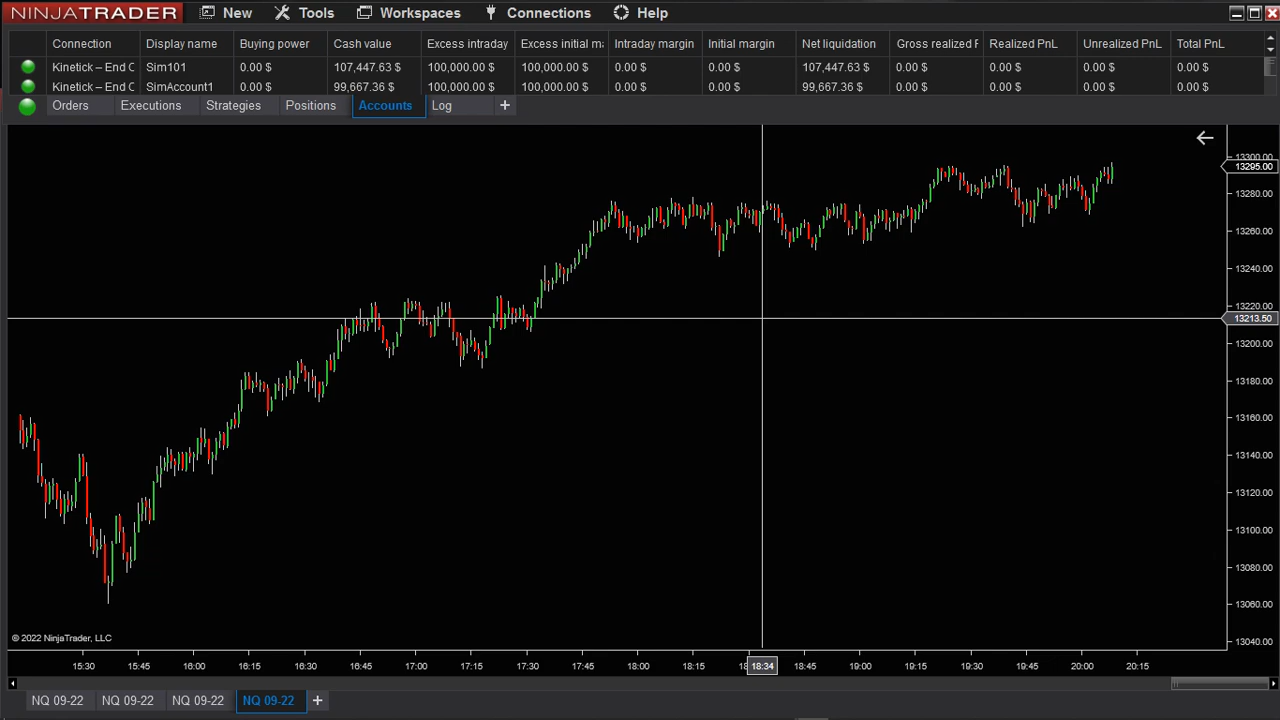 NINJATRADER New Tools Workspaces Connections Help
Connection Display name Buying power Cash value Excess intraday Excess initial ma Intraday margin Initial margin Net liquidation Gross realized P Realized PnL Unrealized PnL Total PnL
Kinetick – End O Sim101 0.00 $ 107,447.63 $ 100,000.00 $ 100,000.00 $ 0.00 $ 0.00 $ 107,447.63 $ 0.00 $ 0.00 $ 0.00 $ 0.00 $
Kinetick – End O SimAccount1 0.00 $ 99,667.36 $ 100,000.00 $ 100,000.00 $ 0.00 $ 0.00 $ 99,667.36 $ 0.00 $ 0.00 $ 0.00 $ 0.00 $
Orders Executions Strategies Positions Accounts Log +
13300.00
13295.00
13280.00
13260.00
13240.00
13220.00
13213.50
13200.00
13180.00
13160.00
13140.00
13120.00
13100.00
13080.00
13060.00
13040.00
© 2022 NinjaTrader, LLC
15:30 15:45 16:00 16:15 16:30 16:45 17:00 17:15 17:30 17:45 18:00 18:15 18:34 18:45 19:00 19:15 19:30 19:45 20:00 20:15
NQ 09-22 NQ 09-22 NQ 09-22 NQ 09-22 +